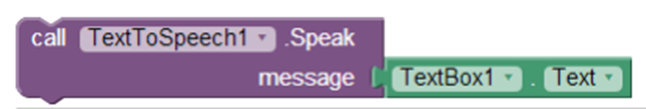 call TextToSpeech1 .Speak
message TextBox1 . Text